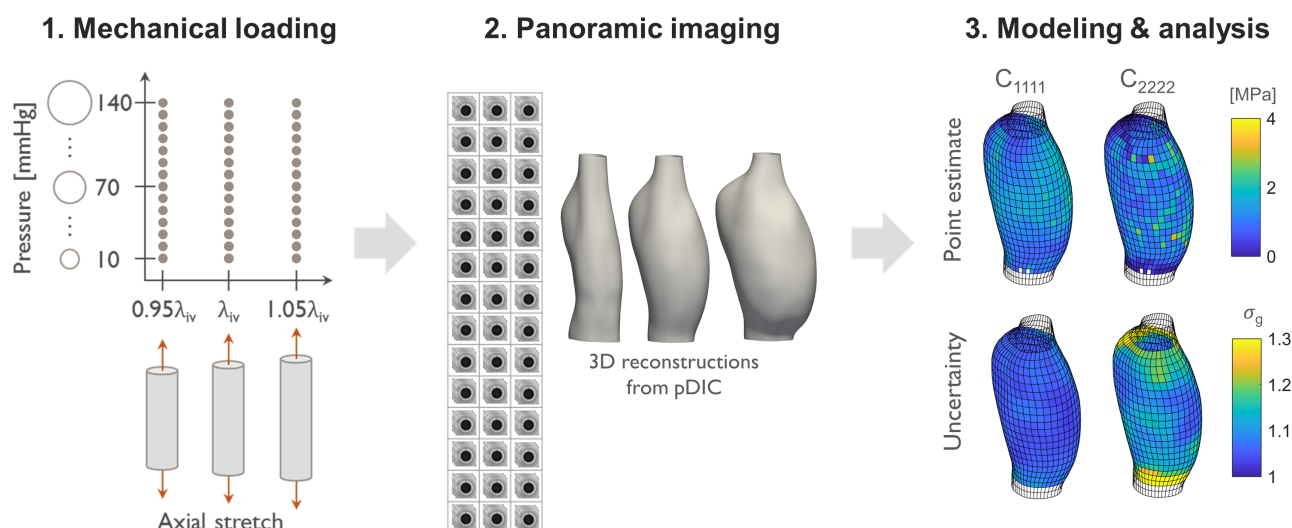 1. Mechanical loading
2. Panoramic imaging
3. Modeling & analysis
Pressure [mmHg]
140
70
10
0.95λiv
λiv
1.05λiv
Axial stretch
3D reconstructions
from pDIC
C1111
C2222
[MPa]
Point estimate
4
2
0
Uncertainty
σg
1.3
1.2
1.1
1